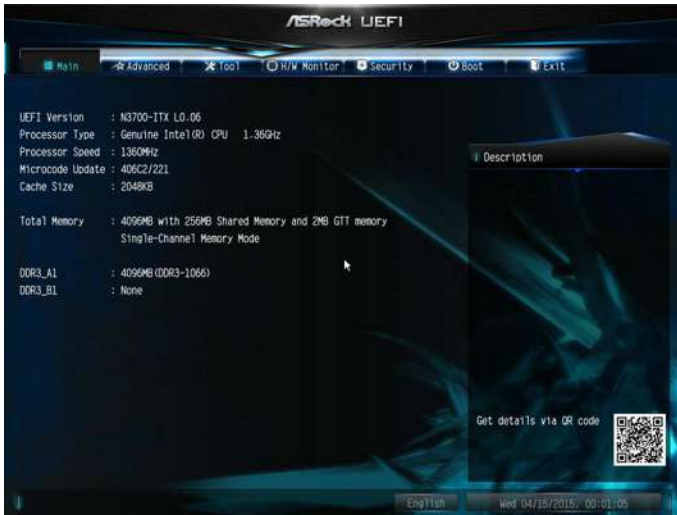 ASRock UEFI
Main Advanced Tool H/W Monitor Security Boot Exit
UEFI Version : N3700-ITX L0.06
Processor Type : Genuine Intel(R) CPU 1.36GHz
Processor Speed : 1360MHz
Microcode Update : 406C2/221
Cache Size : 2048KB
Total Memory : 4096MB with 256MB Shared Memory and 2MB GTT memory
Single-Channel Memory Mode
DDR3_A1 : 4096MB(DDR3-1066)
DDR3_B1 : None
Description
Get details via QR code
English
Wed 04/15/2015. 00:01:05